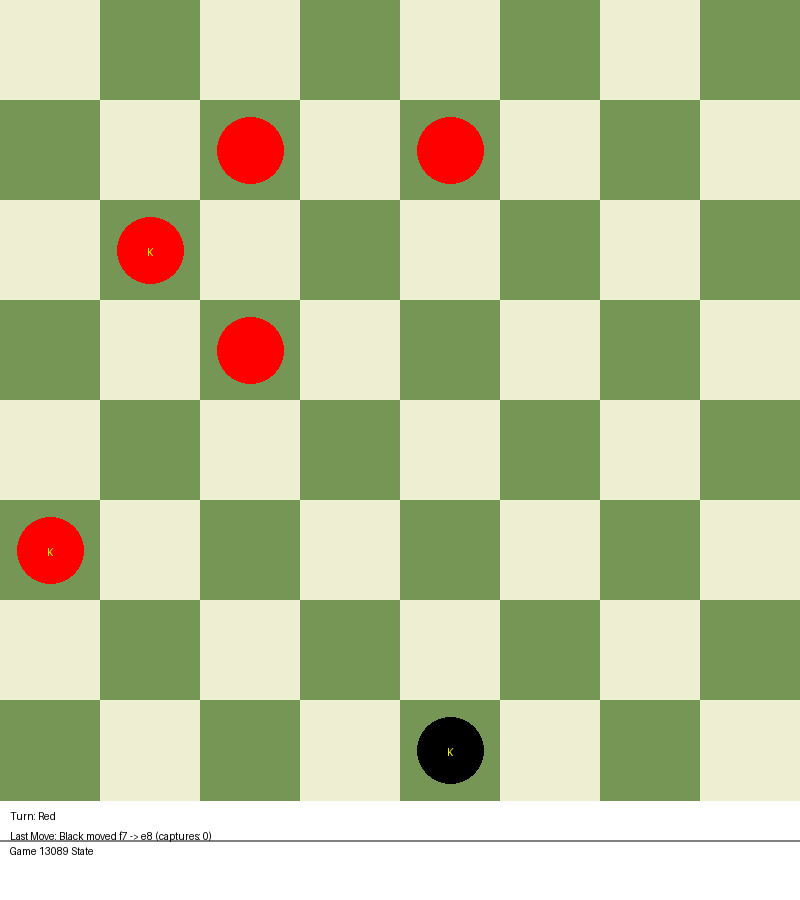 K
K
K
Turn: Red
Last Move: Black moved f7 -> e8 (captures: 0)
Game 13089 State